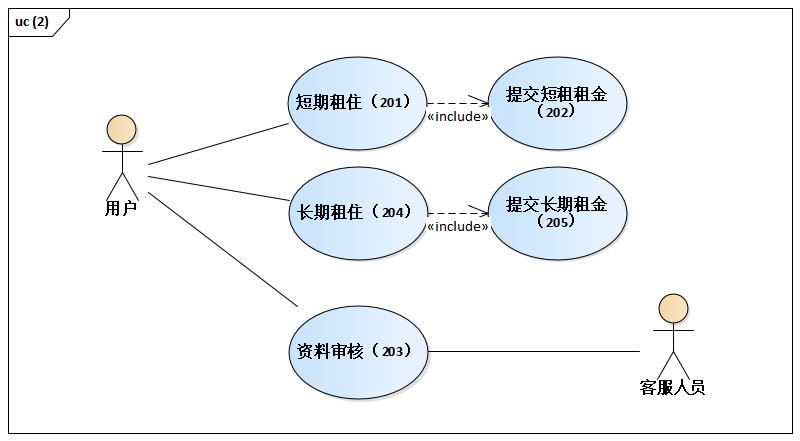 uc (2)
短期租住（201）
«include»
提交短租租金
（202）
用户
长期租住（204）
«include»
提交长期租金
（205）
资料审核（203）
客服人员